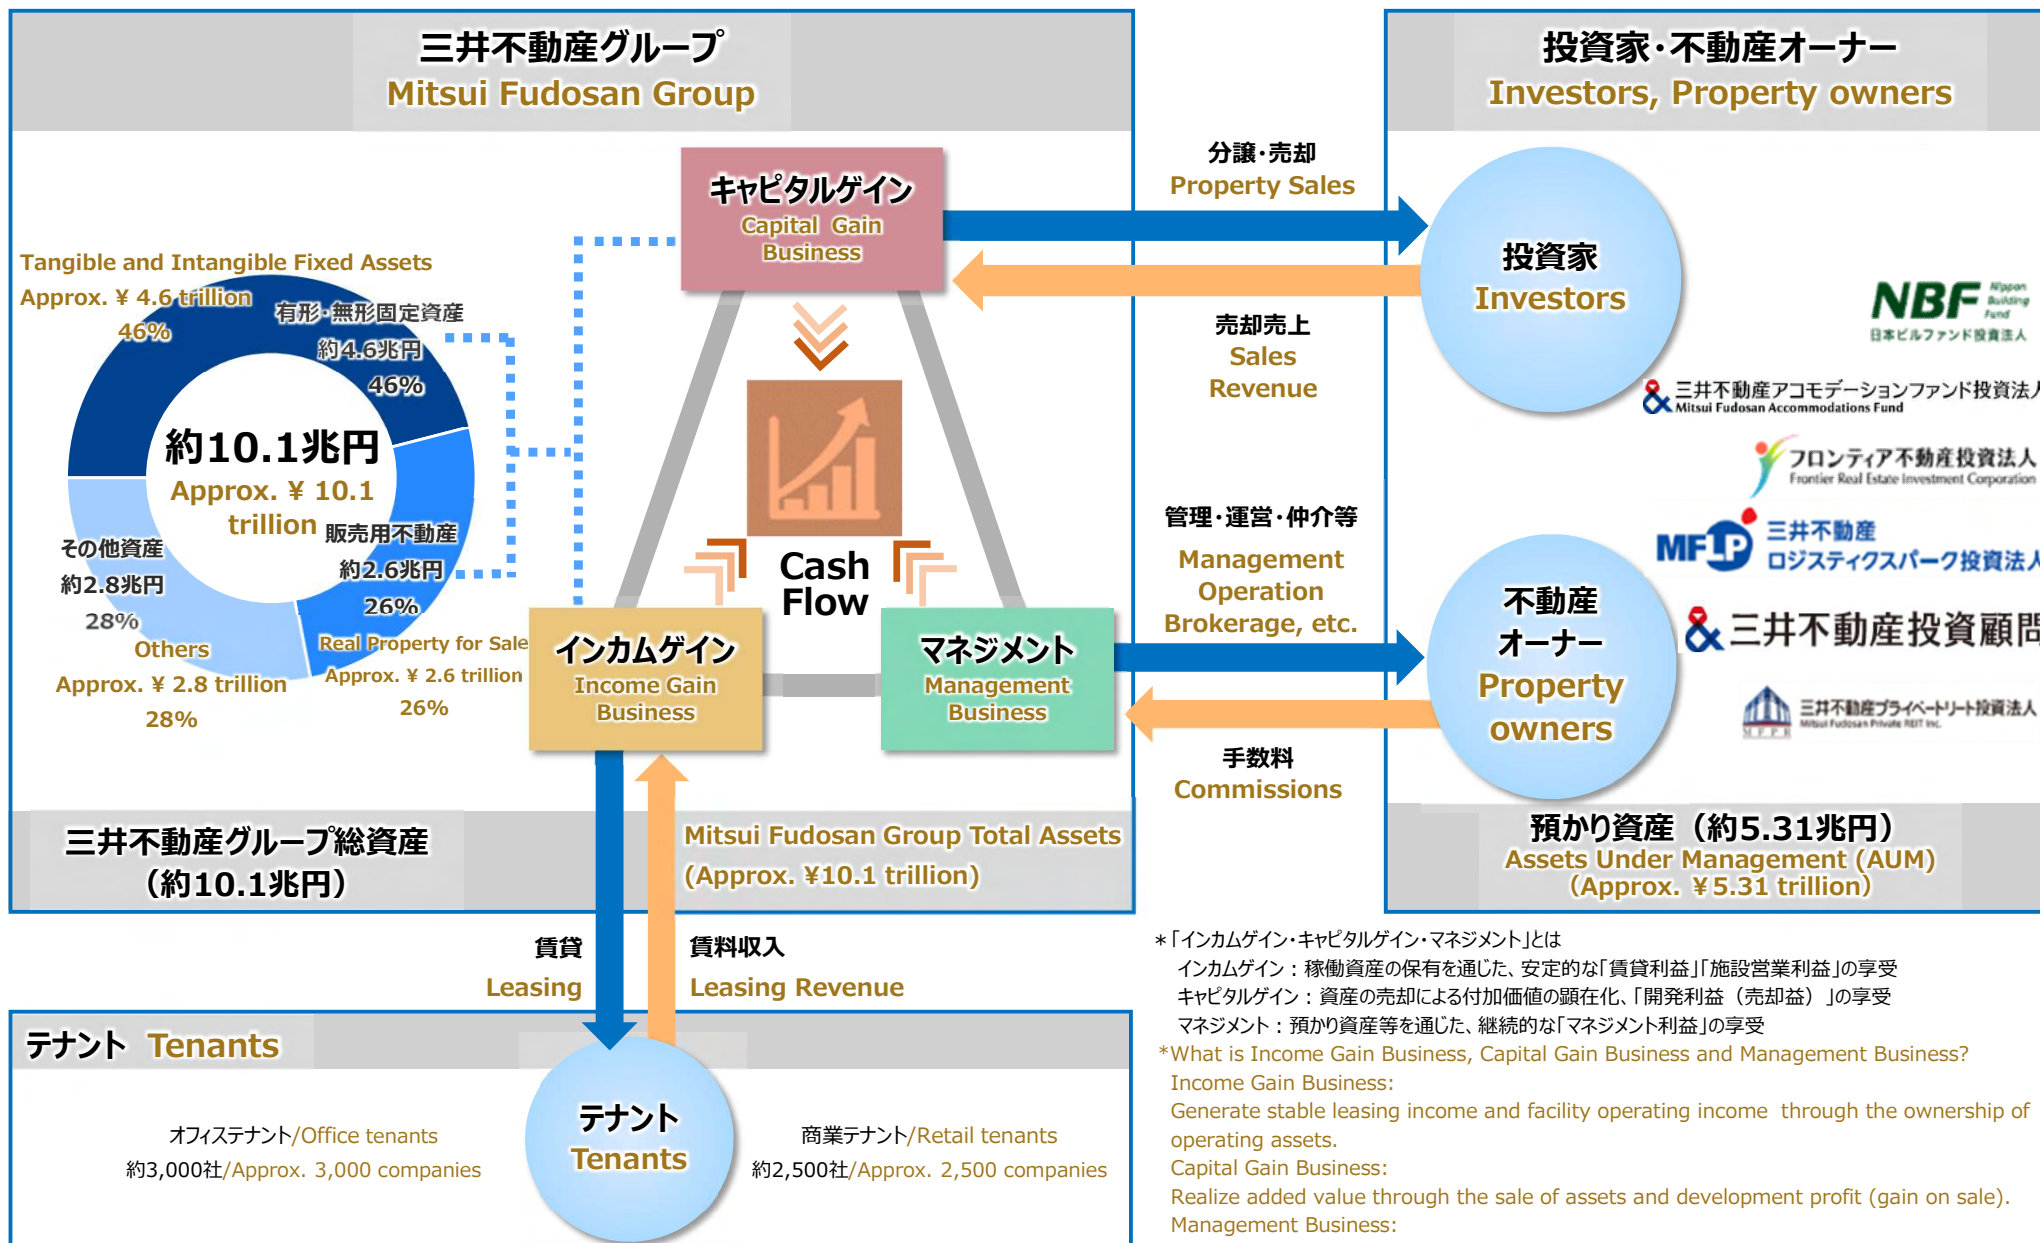 三井不動産グループ
Mitsui Fudosan Group
投資家・不動産オーナー
Investors, Property owners
キャピタルゲイン
Capital Gain
Business
分譲・売却
Property Sales
投資家
Investors
売却売上
Sales
Revenue
Tangible and Intangible Fixed Assets
Approx. ¥ 4.6 trillion
46%
有形・無形固定資産
約4.6兆円
46%
約10.1兆円
Approx. ¥ 10.1
trillion
販売用不動産
約2.6兆円
26%
Real Property for Sale
Approx. ¥ 2.6 trillion
26%
その他資産
約2.8兆円
28%
Others
Approx. ¥ 2.8 trillion
28%
Cash
Flow
インカムゲイン
Income Gain
Business
マネジメント
Management
Business
管理・運営・仲介等
Management
Operation
Brokerage, etc.
不動産
オーナー
Property
owners
手数料
Commissions
NBF Nippon
Building
Fund
日本ビルファンド投資法人
三井不動産アコモデーションファンド投資法人
Mitsui Fudosan Accommodations Fund
フロンティア不動産投資法人
Frontier Real Estate Investment Corporation
MFLP 三井不動産
ロジスティクスパーク投資法人
三井不動産投資顧問
三井不動産プライベートリート投資法人
Mitsui Fudosan Private REIT Inc.
MFPR
三井不動産グループ総資産
（約10.1兆円）
Mitsui Fudosan Group Total Assets
(Approx. ¥10.1 trillion)
預かり資産（約5.31兆円）
Assets Under Management (AUM)
（Approx. ¥5.31 trillion）
賃貸
Leasing
賃料収入
Leasing Revenue
テナント Tenants
テナント
Tenants
オフィステナント/Office tenants
約3,000社/Approx. 3,000 companies
商業テナント/Retail tenants
約2,500社/Approx. 2,500 companies
＊「インカムゲイン・キャピタルゲイン・マネジメント」とは
インカムゲイン：稼働資産の保有を通じた、安定的な「賃貸利益」「施設営業利益」の享受
キャピタルゲイン：資産の売却による付加価値の顕在化、「開発利益（売却益）」の享受
マネジメント：預かり資産等を通じた、継続的な「マネジメント利益」の享受
*What is Income Gain Business, Capital Gain Business and Management Business?
Income Gain Business:
Generate stable leasing income and facility operating income through the ownership of
operating assets.
Capital Gain Business:
Realize added value through the sale of assets and development profit (gain on sale).
Management Business: